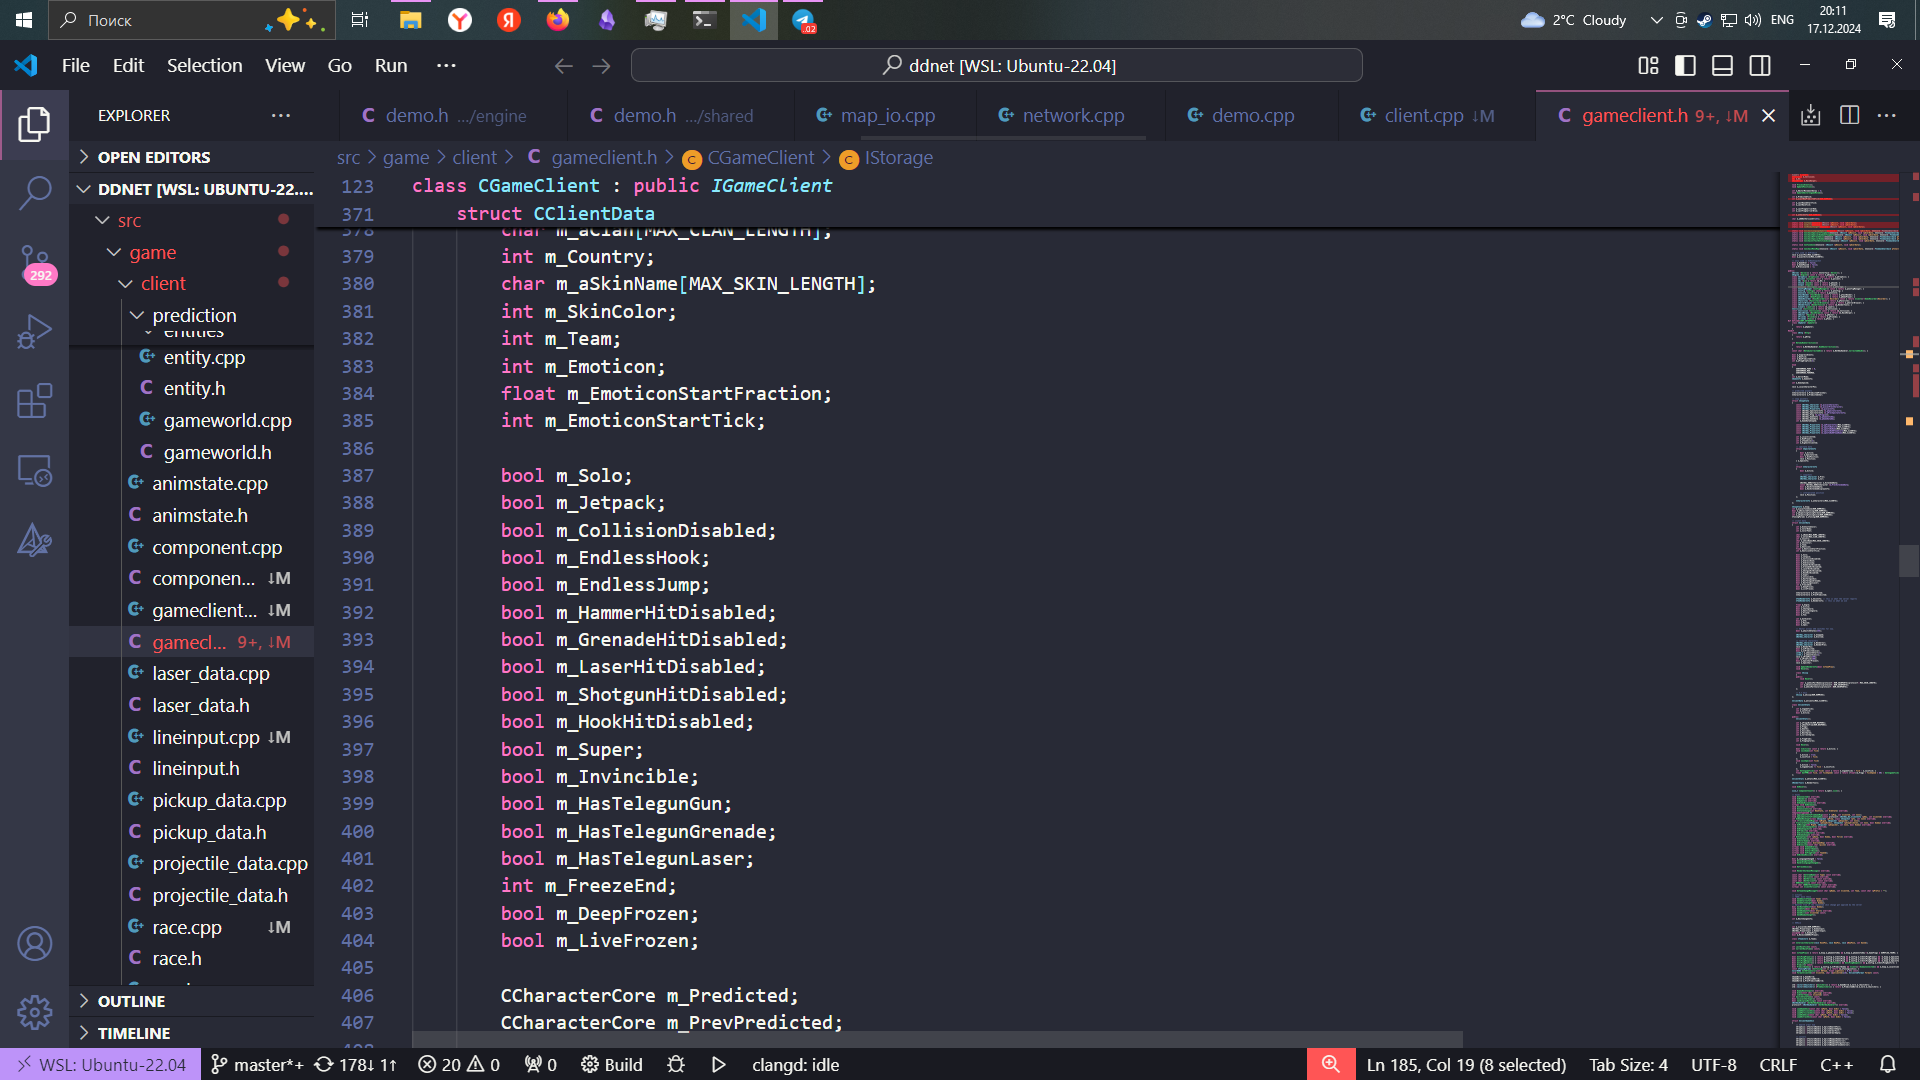 Поиск
2°C Cloudy
ENG
20:11
17.12.2024
File Edit Selection View Go Run ···
ddnet [WSL: Ubuntu-22.04]
EXPLORER
demo.h .../engine
demo.h .../shared
map_io.cpp
network.cpp
demo.cpp
client.cpp ↓M
gameclient.h 9+, ↓M
src > game > client > C gameclient.h > CGameClient > IStorage
OPEN EDITORS
DDNET [WSL: UBUNTU-22....
src
game
client
prediction
entities
entity.cpp
entity.h
gameworld.cpp
gameworld.h
animstate.cpp
animstate.h
component.cpp
componen... ↓M
gameclient... ↓M
gamecl... 9+, ↓M
laser_data.cpp
laser_data.h
lineinput.cpp ↓M
lineinput.h
pickup_data.cpp
pickup_data.h
projectile_data.cpp
projectile_data.h
race.cpp ↓M
race.h
OUTLINE
TIMELINE
292
123 class CGameClient : public IGameClient
371 struct CClientData
378 char m_aClan[MAX_CLAN_LENGTH];
379 int m_Country;
380 char m_aSkinName[MAX_SKIN_LENGTH];
381 int m_SkinColor;
382 int m_Team;
383 int m_Emoticon;
384 float m_EmoticonStartFraction;
385 int m_EmoticonStartTick;
386
387 bool m_Solo;
388 bool m_Jetpack;
389 bool m_CollisionDisabled;
390 bool m_EndlessHook;
391 bool m_EndlessJump;
392 bool m_HammerHitDisabled;
393 bool m_GrenadeHitDisabled;
394 bool m_LaserHitDisabled;
395 bool m_ShotgunHitDisabled;
396 bool m_HookHitDisabled;
397 bool m_Super;
398 bool m_Invincible;
399 bool m_HasTelegunGun;
400 bool m_HasTelegunGrenade;
401 bool m_HasTelegunLaser;
402 int m_FreezeEnd;
403 bool m_DeepFrozen;
404 bool m_LiveFrozen;
405
406 CCharacterCore m_Predicted;
407 CCharacterCore m_PrevPredicted;
WSL: Ubuntu-22.04 master*+ 178↓ 1↑ 20 0 0 Build clangd: idle
Ln 185, Col 19 (8 selected) Tab Size: 4 UTF-8 CRLF C++